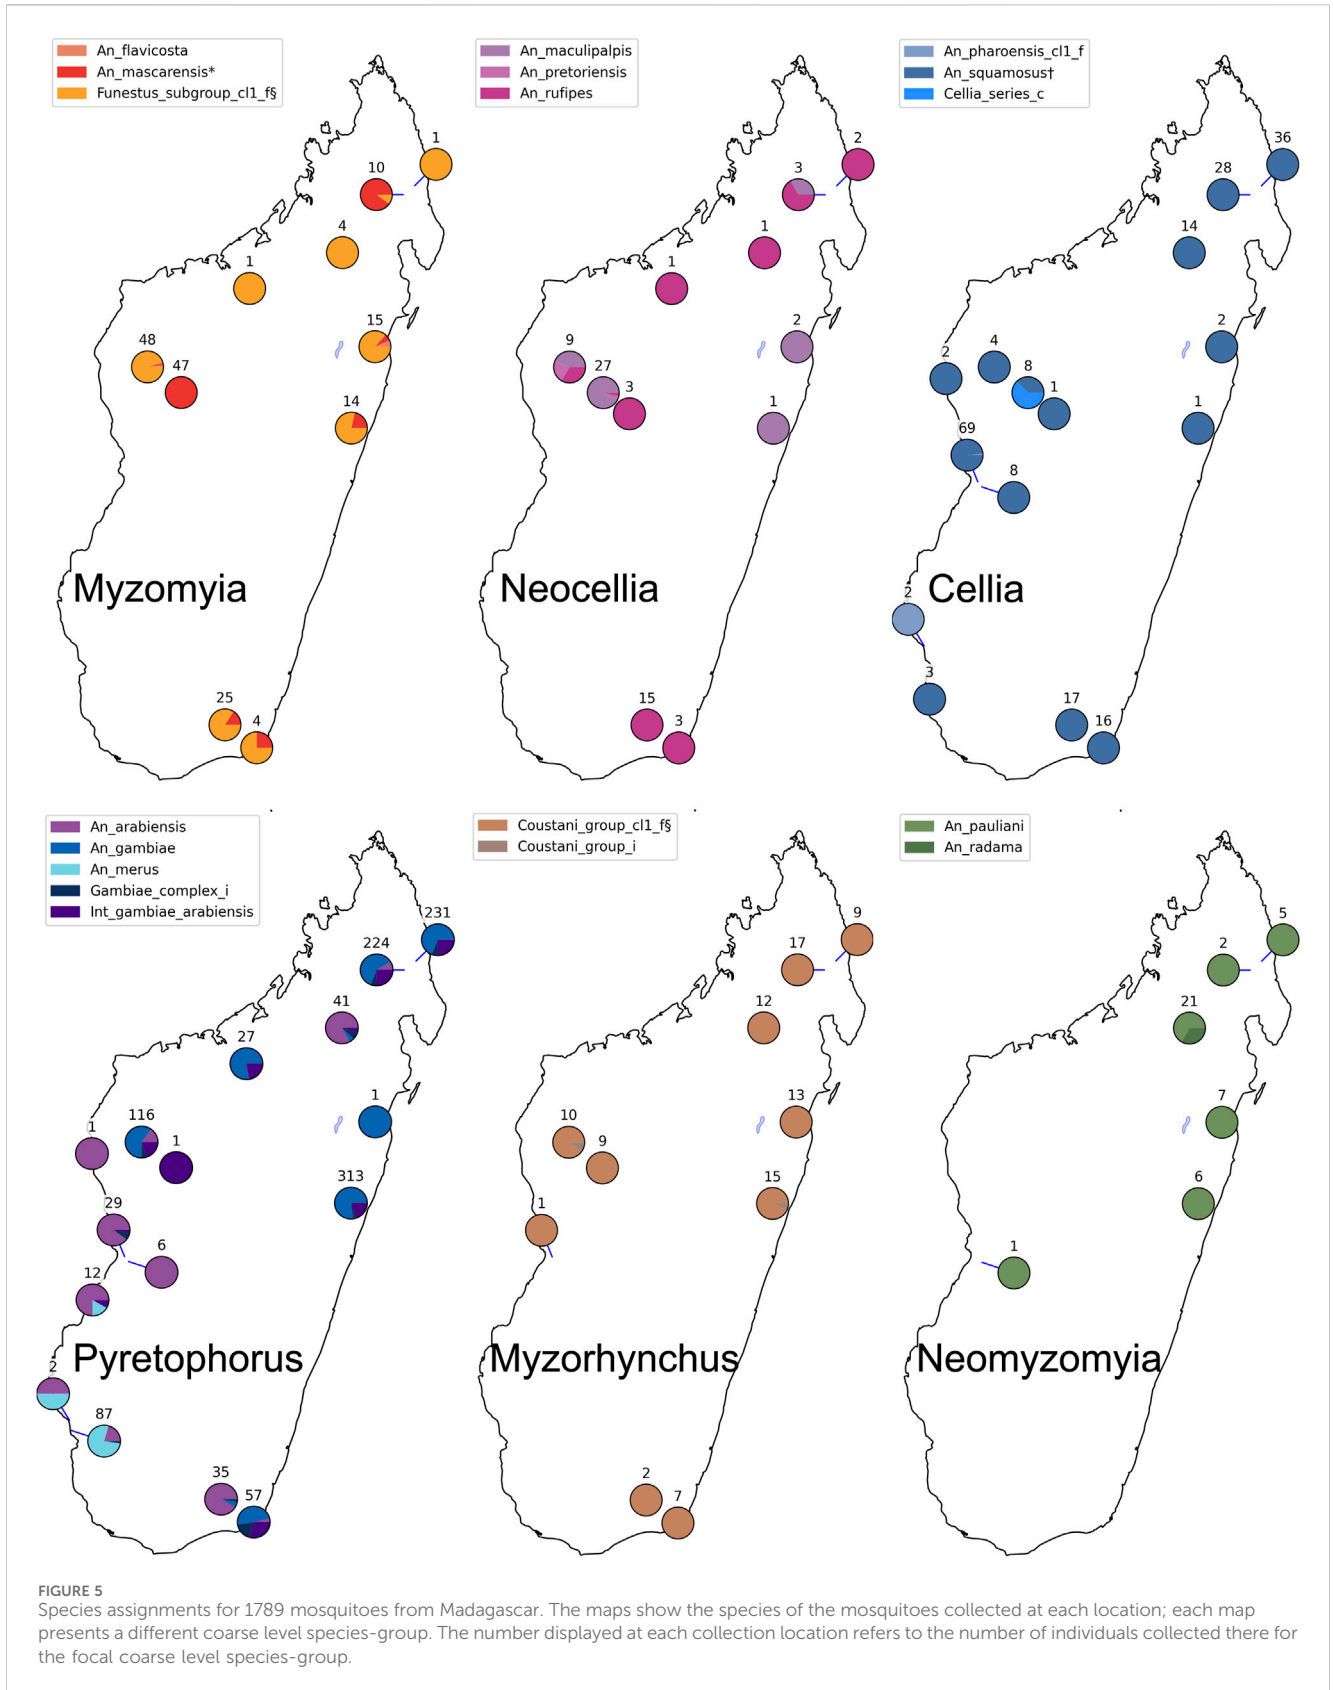 An_flavicosta
An_mascarensis*
Funestus_subgroup_cl1_f§
1
10
4
1
15
48
47
14
Myzomyia
25
4
An_maculipalpis
An_pretoriensis
An_rufipes
2
3
1
1
2
9
27
3
1
Neocellia
15
3
An_pharoensis_cl1_f
An_squamosus†
Cellia_series_c
36
28
14
2
4
2
8
1
1
69
8
Cellia
2
3
17
16
An_arabiensis
An_gambiae
An_merus
Gambiae_complex_i
Int_gambiae_arabiensis
231
224
41
27
1
116
1
1
313
29
6
12
Pyretophorus
2
87
35
57
Coustani_group_cl1_f§
Coustani_group_i
9
17
12
13
10
9
15
1
Myzorhynchus
2
7
An_pauliani
An_radama
5
2
21
7
6
1
Neomyzomyia
FIGURE 5
Species assignments for 1789 mosquitoes from Madagascar. The maps show the species of the mosquitoes collected at each location; each map
presents a different coarse level species-group. The number displayed at each collection location refers to the number of individuals collected there for
the focal coarse level species-group.